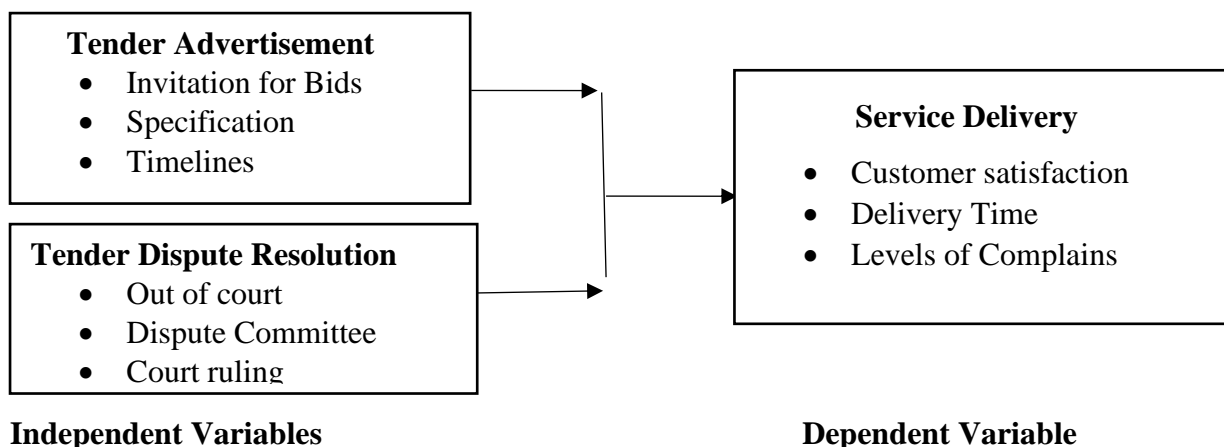 Tender Advertisement
• Invitation for Bids
• Specification
• Timelines
Tender Dispute Resolution
• Out of court
• Dispute Committee
• Court ruling
Service Delivery
• Customer satisfaction
• Delivery Time
• Levels of Complains
Independent Variables
Dependent Variable